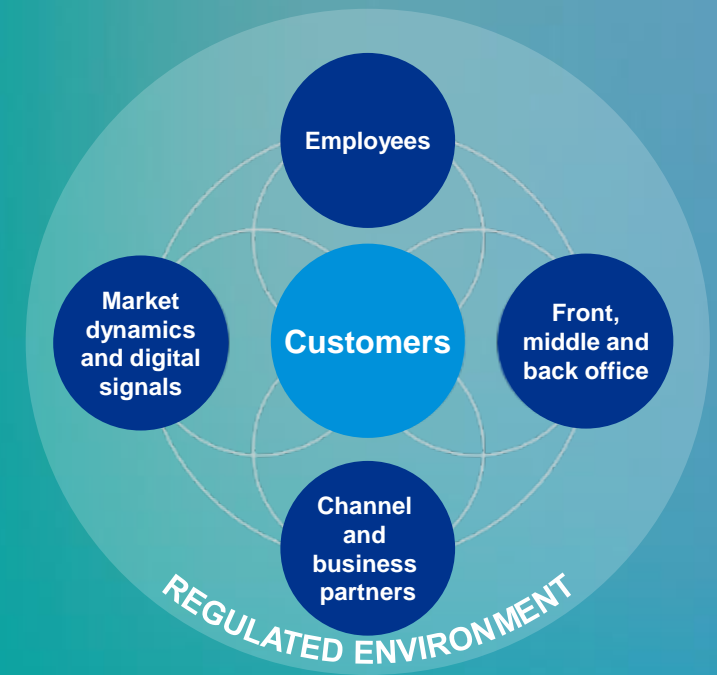 Employees
Market
dynamics
and digital
signals
Customers
Front,
middle and
back office
Channel
and
business
partners
REGULATED ENVIRONMENT